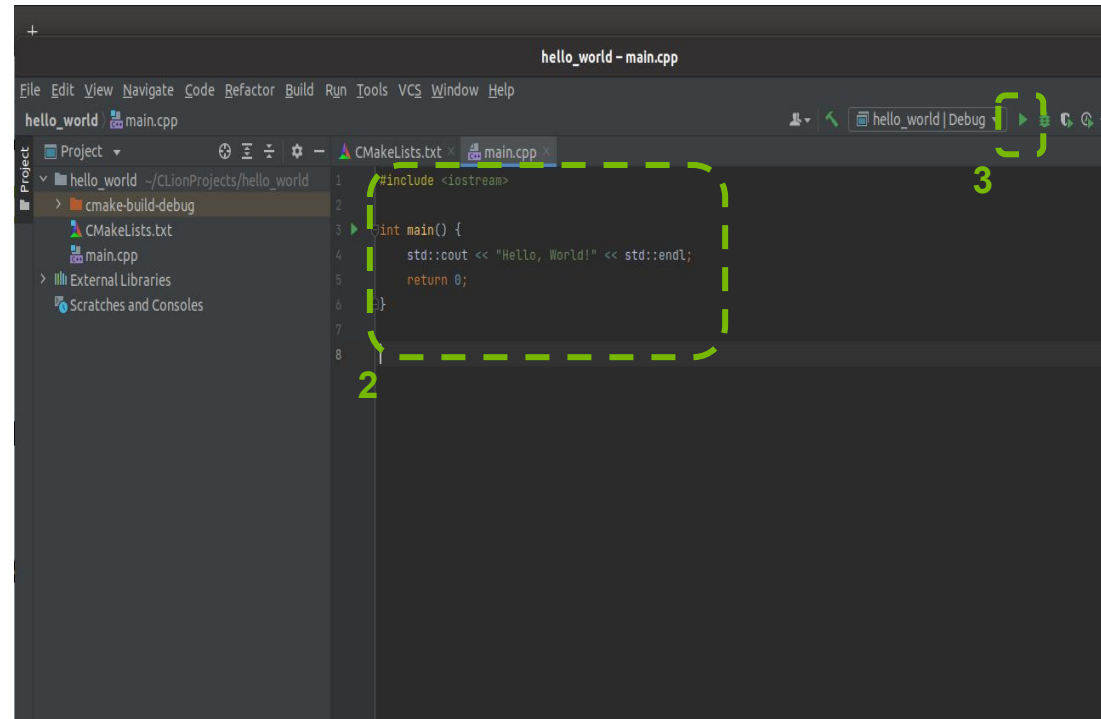 +
hello_world – main.cpp
File Edit View Navigate Code Refactor Build Run Tools VCS Window Help
hello_world main.cpp
hello_world | Debug
3
Project
Project
CMakeLists.txt
main.cpp
hello_world ~/CLionProjects/hello_world
cmake-build-debug
CMakeLists.txt
main.cpp
External Libraries
Scratches and Consoles
1 #include <iostream>
2
3 int main() {
4 std::cout << "Hello, World!" << std::endl;
5 return 0;
6 }
7
8
2